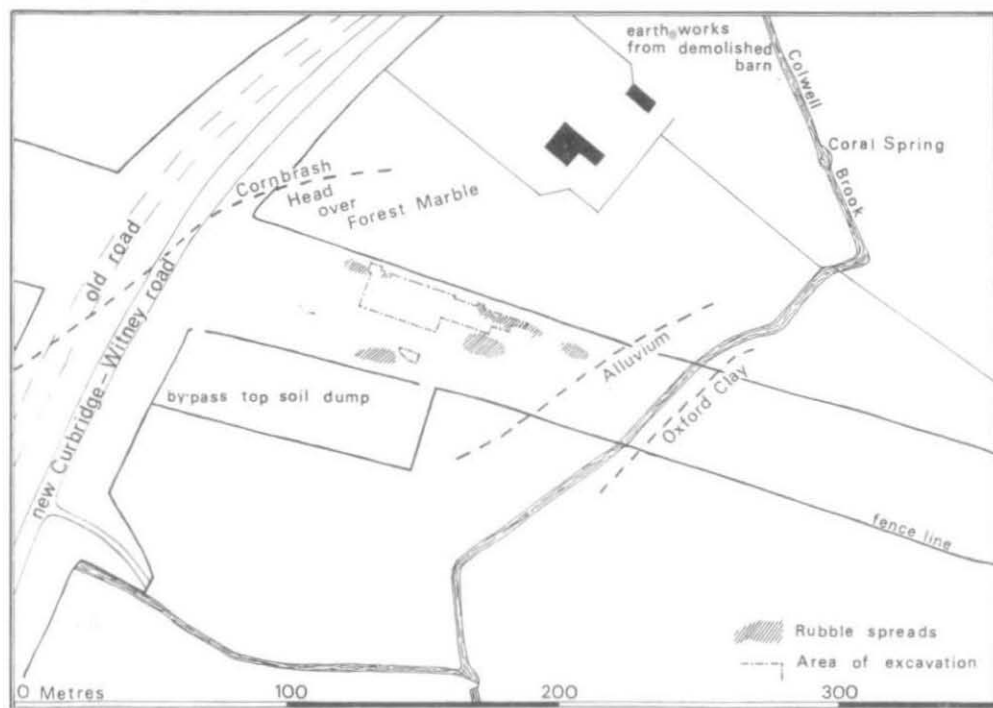 earth works
from demolished
barn
Colwell
Brook
Coral Spring
Cornbrash
Head
over
Forest Marble
old road
new Curbridge-Witney road
Alluvium
by-pass top soil dump
Oxford Clay
fence line
Rubble spreads
Area of excavation
0 Metres 100 200 300